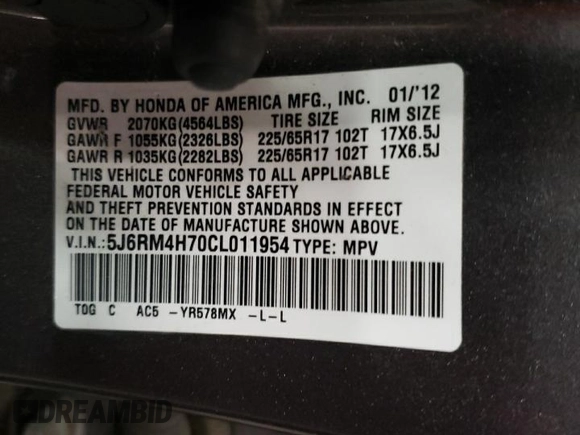 MFD. BY HONDA OF AMERICA MFG., INC. 01/'12
GVWR 2070KG(4564LBS) TIRE SIZE RIM SIZE
GAWR F 1055KG(2326LBS) 225/65R17 102T 17X6.5J
GAWR R 1035KG(2282LBS) 225/65R17 102T 17X6.5J
THIS VEHICLE CONFORMS TO ALL APPLICABLE
FEDERAL MOTOR VEHICLE SAFETY
AND THEFT PREVENTION STANDARDS IN EFFECT
ON THE DATE OF MANUFACTURE SHOWN ABOVE.
V.I.N.: 5J6RM4H70CL011954 TYPE: MPV
TOG C AC5 -YR578MX -L-L
DREAMBID